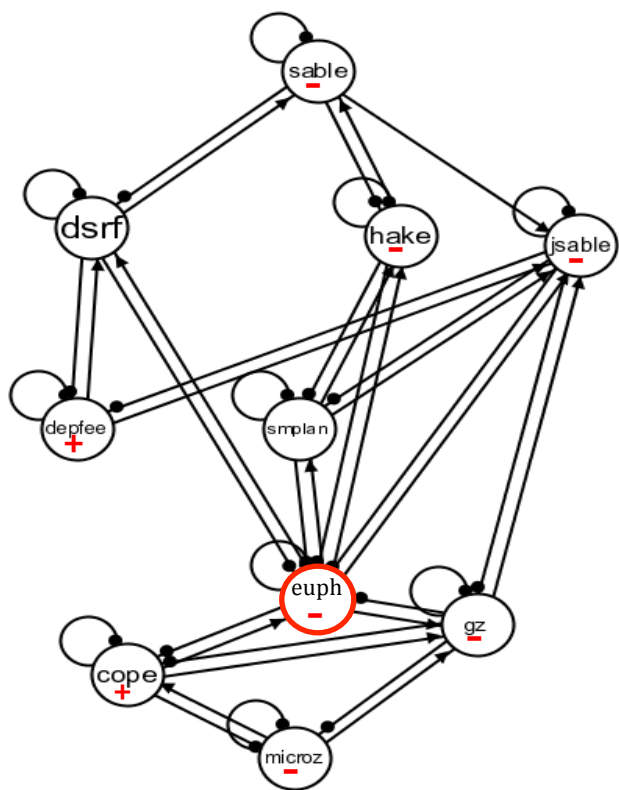 sable
-
dsrf
hake
-
jsable
-
depfee
+
smplan
euph
-
gz
-
cope
+
microz
-